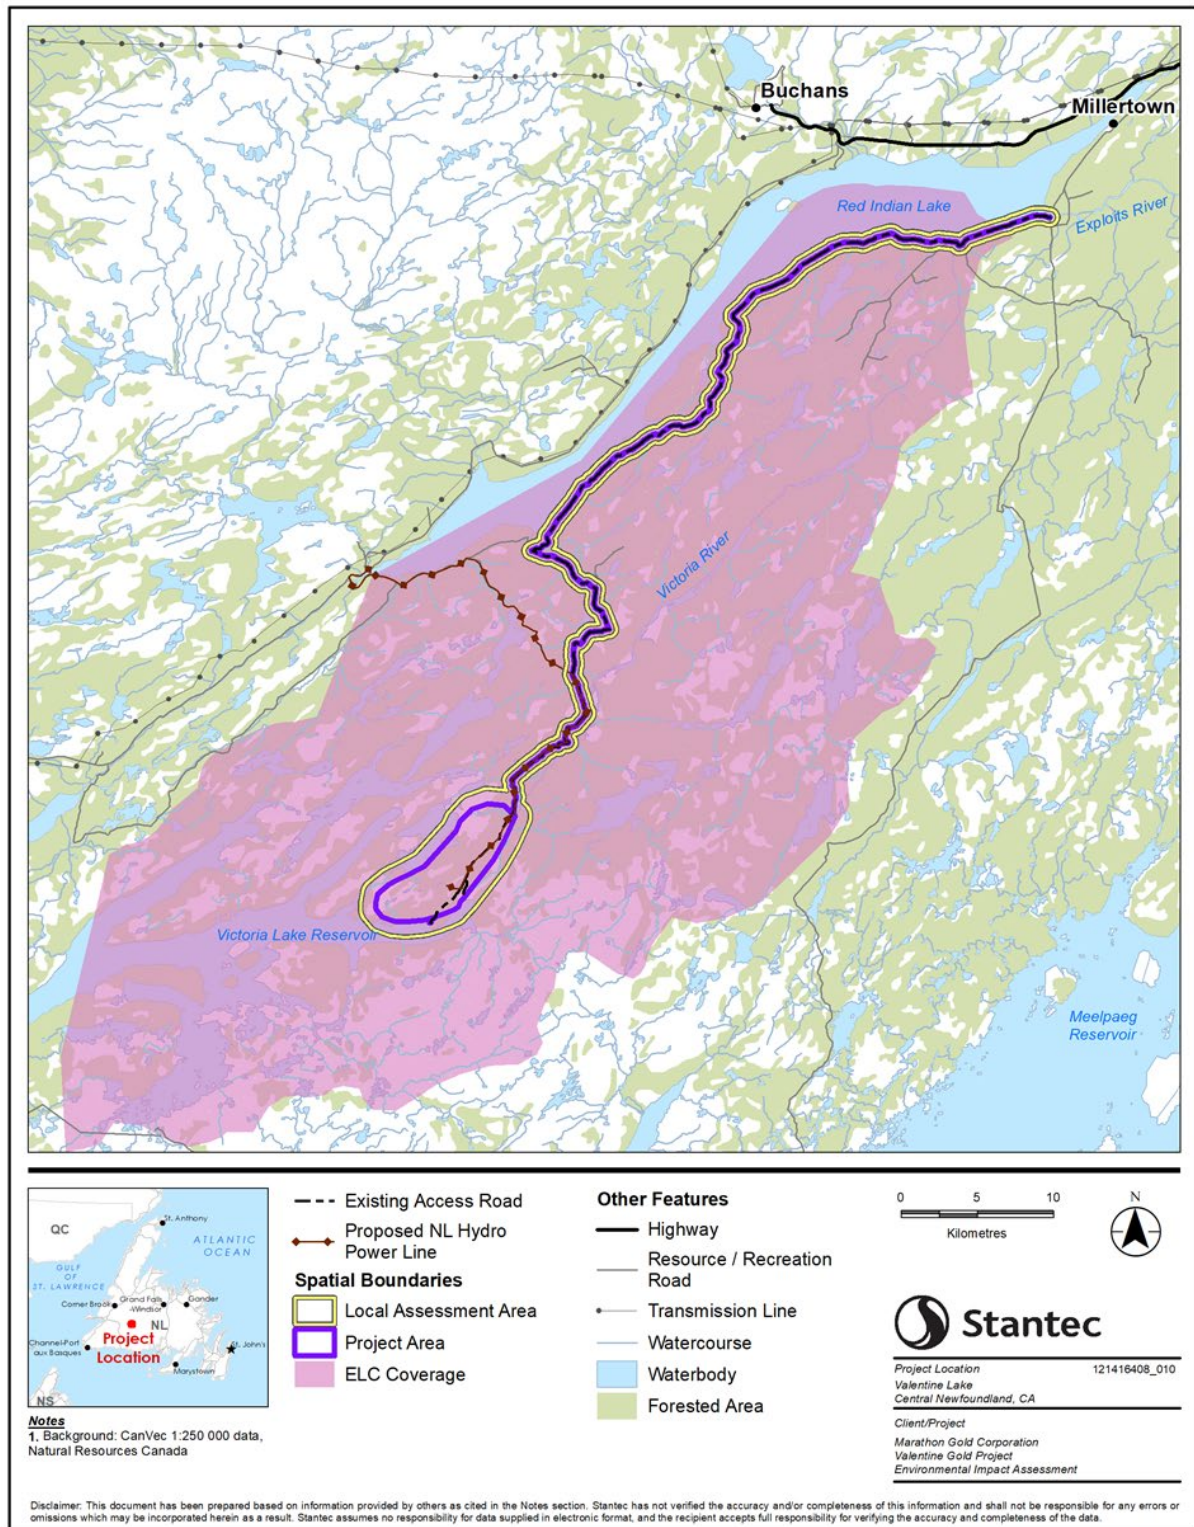 Buchans
Millertown
Red Indian Lake
Exploits River
Victoria River
Victoria Lake Reservoir
Meelpaeg
Reservoir
QC
St. Anthony
ATLANTIC
OCEAN
GULF
OF
ST. LAWRENCE
Corner Brook
Grand Falls
-Windsor
Gander
NL
Project
Location
St. John's
Channel-Port
aux Basques
Marystown
NS
Notes
1. Background: CanVec 1:250 000 data,
Natural Resources Canada
Existing Access Road
Proposed NL Hydro
Power Line
Spatial Boundaries
Local Assessment Area
Project Area
ELC Coverage
Other Features
Highway
Resource / Recreation
Road
Transmission Line
Watercourse
Waterbody
Forested Area
0 5 10
Kilometres
N
Stantec
Project Location 121416408_010
Valentine Lake
Central Newfoundland, CA
Client/Project
Marathon Gold Corporation
Valentine Gold Project
Environmental Impact Assessment
Disclaimer: This document has been prepared based on information provided by others as cited in the Notes section. Stantec has not verified the accuracy and/or completeness of this information and shall not be responsible for any errors or
omissions which may be incorporated herein as a result. Stantec assumes no responsibility for data supplied in electronic format, and the recipient accepts full responsibility for verifying the accuracy and completeness of the data.